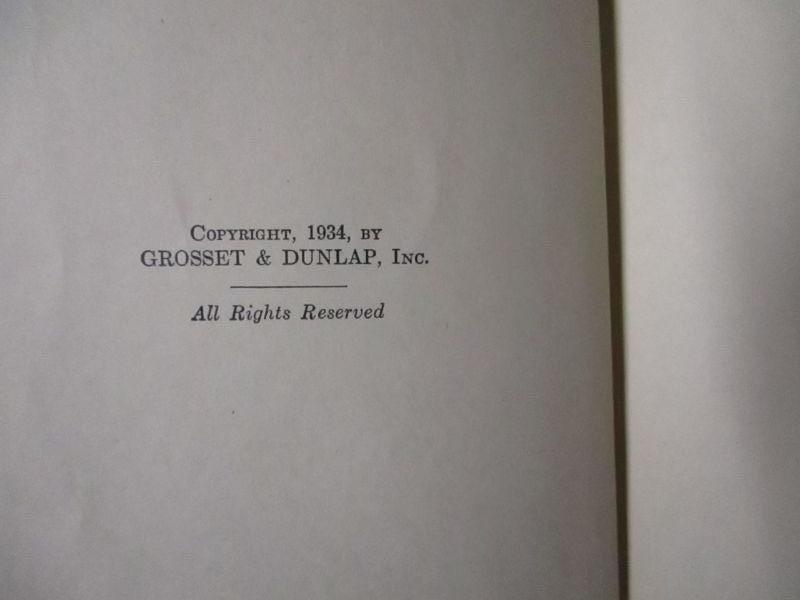 Copyright, 1934, by
GROSSET & DUNLAP, Inc.
All Rights Reserved